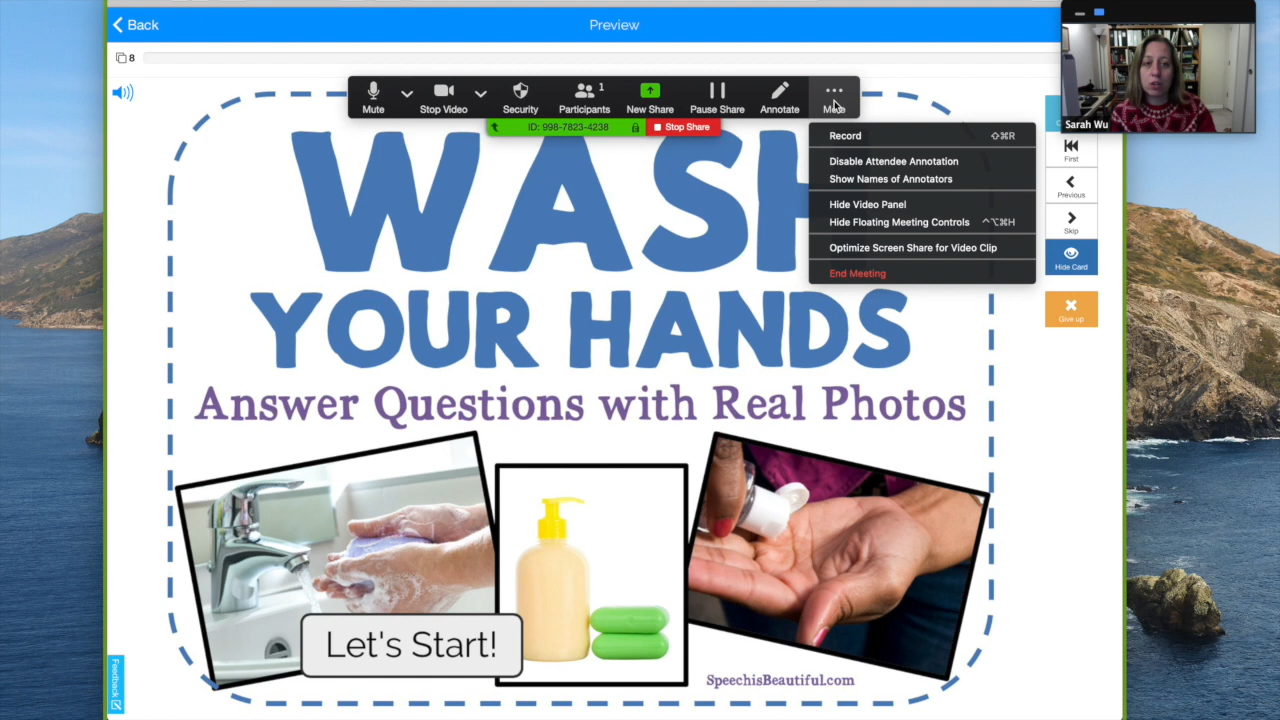 Back
Preview
8
Mute
Stop Video
Security
Participants
1
New Share
Pause Share
Annotate
ID: 998-7823-4238
Stop Share
Record ⇧⌘R
Disable Attendee Annotation
Show Names of Annotators
Hide Video Panel
Hide Floating Meeting Controls ^⌥⌘H
Optimize Screen Share for Video Clip
End Meeting
Sarah Wu
First
Previous
Skip
Hide Card
Give up
WASH
YOUR HANDS
Answer Questions with Real Photos
Let's Start!
SpeechisBeautiful.com
Feedback